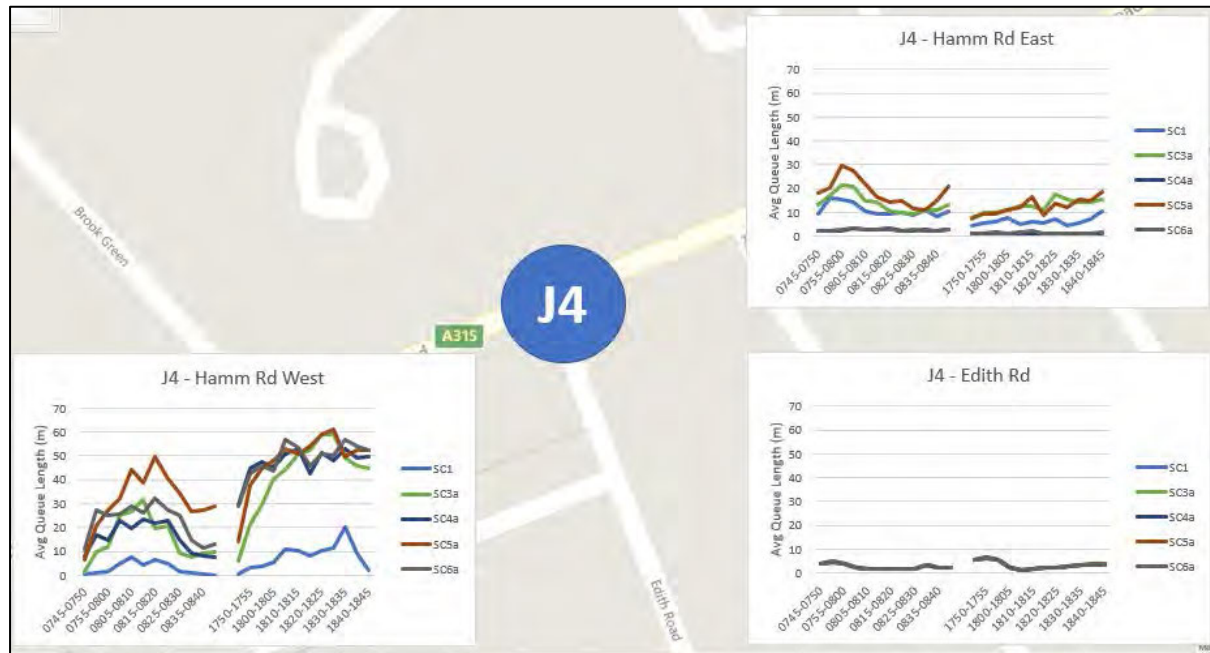 J4 - Hamm Rd East
Avg Queue Length (m)
70
60
50
40
30
20
10
0
0745-0750
0755-0800
0805-0810
0815-0820
0825-0830
0835-0840
1750-1755
1800-1805
1810-1815
1820-1825
1830-1835
1840-1845
SC1
SC3a
SC4a
SC5a
SC6a
Brook Green
J4
A315
J4 - Hamm Rd West
Avg Queue Length (m)
70
60
50
40
30
20
10
0
0745-0750
0755-0800
0805-0810
0815-0820
0825-0830
0835-0840
1750-1755
1800-1805
1810-1815
1820-1825
1830-1835
1840-1845
SC1
SC3a
SC4a
SC5a
SC6a
Edith Road
J4 - Edith Rd
Avg Queue Length (m)
70
60
50
40
30
20
10
0
0745-0750
0755-0800
0805-0810
0815-0820
0825-0830
0835-0840
1750-1755
1800-1805
1810-1815
1820-1825
1830-1835
1840-1845
SC1
SC3a
SC4a
SC5a
SC6a